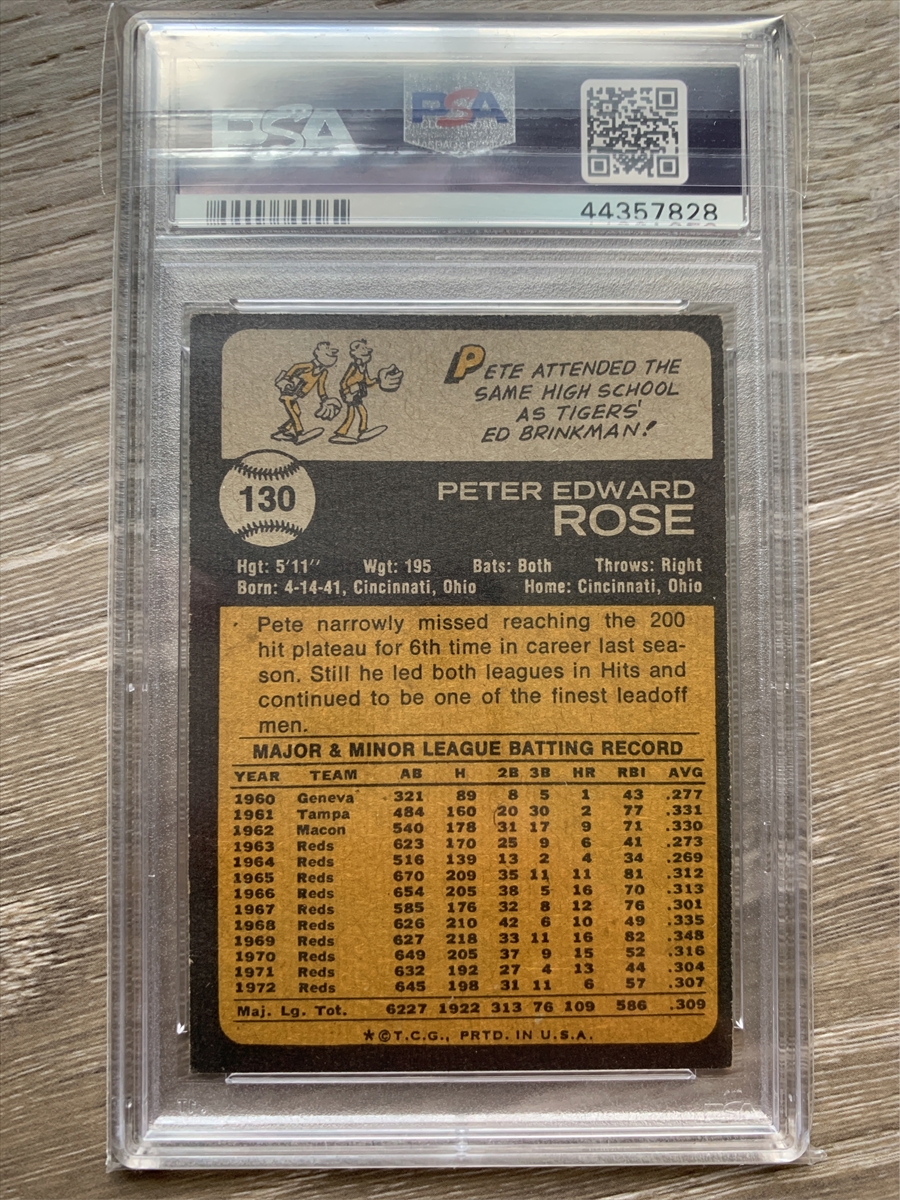 PSA
PSA
44357828
PETE ATTENDED THE
SAME HIGH SCHOOL
AS TIGERS'
ED BRINKMAN!
130
PETER EDWARD
ROSE
Hgt: 5'11" Wgt: 195 Bats: Both Throws: Right
Born: 4-14-41, Cincinnati, Ohio Home: Cincinnati, Ohio
Pete narrowly missed reaching the 200
hit plateau for 6th time in career last sea-
son. Still he led both leagues in Hits and
continued to be one of the finest leadoff
men.
MAJOR & MINOR LEAGUE BATTING RECORD
YEAR TEAM AB H 2B 3B HR RBI AVG
1960 Geneva 321 89 8 5 1 43 .277
1961 Tampa 484 160 20 30 2 77 .331
1962 Macon 540 178 31 17 9 71 .330
1963 Reds 623 170 25 9 6 41 .273
1964 Reds 516 139 13 2 4 34 .269
1965 Reds 670 209 35 11 11 81 .312
1966 Reds 654 205 38 5 16 70 .313
1967 Reds 585 176 32 8 12 76 .301
1968 Reds 626 210 42 6 10 49 .335
1969 Reds 627 218 33 11 16 82 .348
1970 Reds 649 205 37 9 15 52 .316
1971 Reds 632 192 27 4 13 44 .304
1972 Reds 645 198 31 11 6 57 .307
Maj. Lg. Tot. 6227 1922 313 76 109 586 .309
*©T.C.G., PRTD. IN U.S.A.